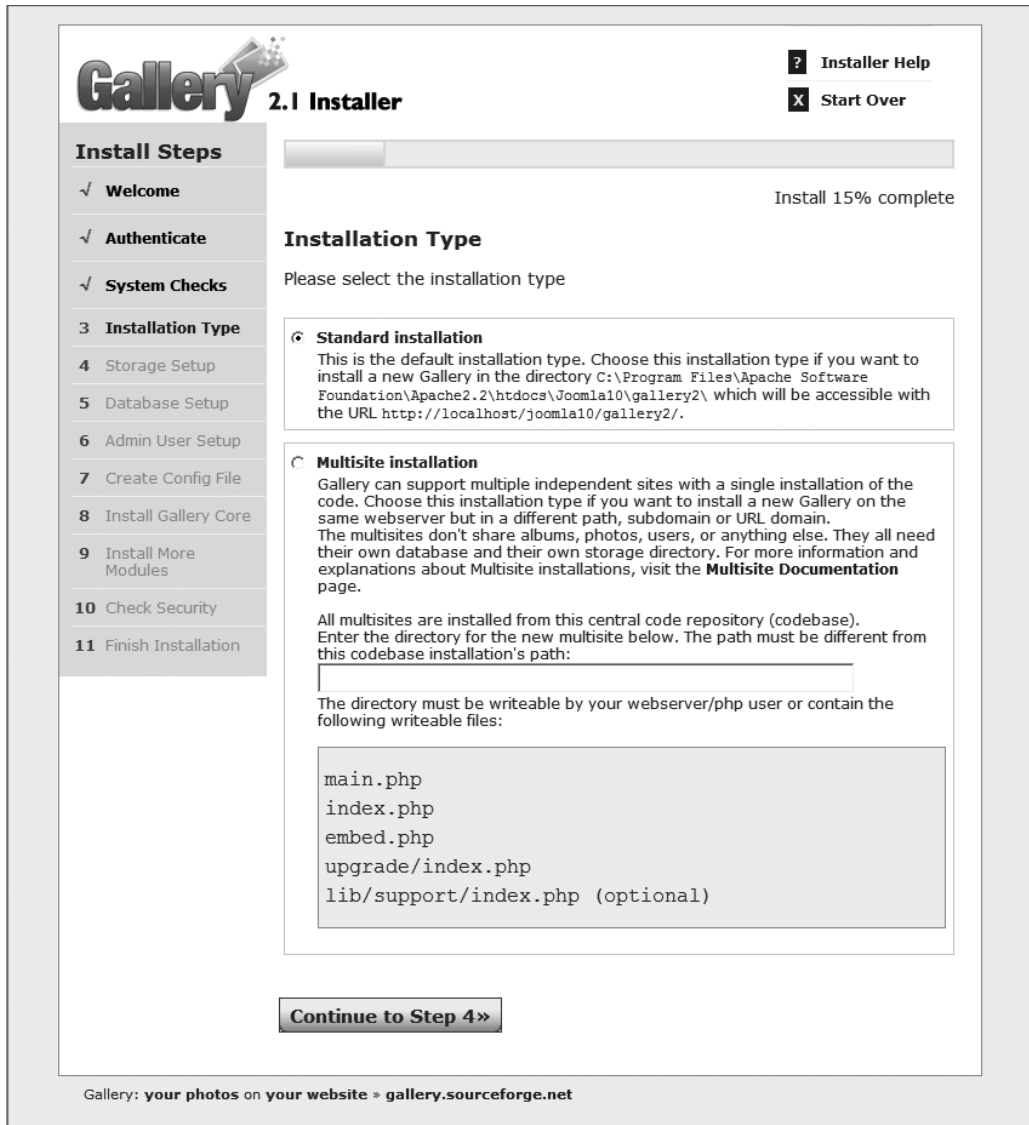 Gallery
2.1 Installer
? Installer Help
X Start Over
Install Steps
√ Welcome
√ Authenticate
√ System Checks
3 Installation Type
4 Storage Setup
5 Database Setup
6 Admin User Setup
7 Create Config File
8 Install Gallery Core
9 Install More
Modules
10 Check Security
11 Finish Installation
Install 15% complete
Installation Type
Please select the installation type
Standard installation
This is the default installation type. Choose this installation type if you want to
install a new Gallery in the directory C:\Program Files\Apache Software
Foundation\Apache2.2\htdocs\Joomla10\gallery2\ which will be accessible with
the URL http://localhost/joomla10/gallery2/.
Multisite installation
Gallery can support multiple independent sites with a single installation of the
code. Choose this installation type if you want to install a new Gallery on the
same webserver but in a different path, subdomain or URL domain.
The multisites don't share albums, photos, users, or anything else. They all need
their own database and their own storage directory. For more information and
explanations about Multisite installations, visit the Multisite Documentation
page.
All multisites are installed from this central code repository (codebase).
Enter the directory for the new multisite below. The path must be different from
this codebase installation's path:
The directory must be writeable by your webserver/php user or contain the
following writeable files:
main.php
index.php
embed.php
upgrade/index.php
lib/support/index.php (optional)
Continue to Step 4»
Gallery: your photos on your website » gallery.sourceforge.net